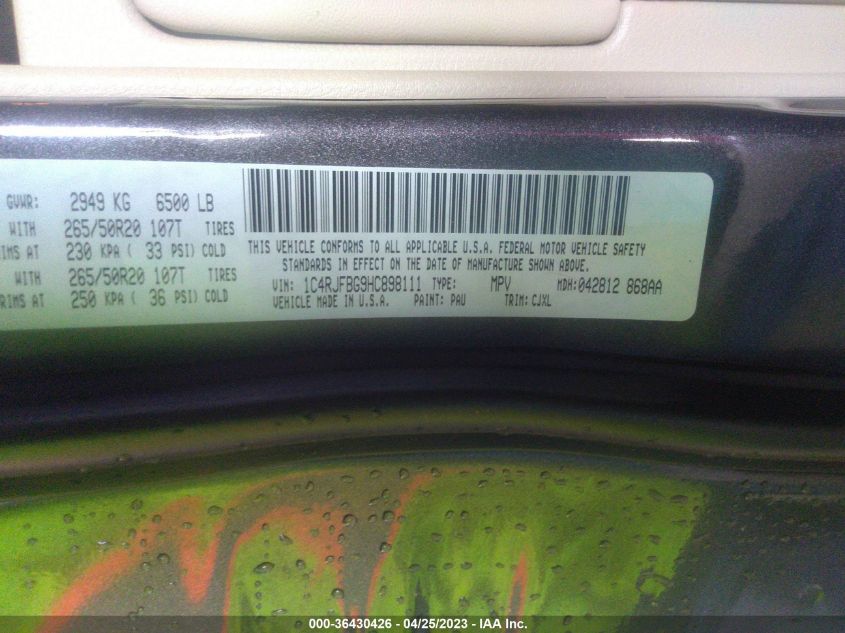 GVWR: 2949 KG 6500 LB
WITH 265/50R20 107T TIRES
IMS AT 230 KPA ( 33 PSI) COLD
WITH 265/50R20 107T TIRES
RIMS AT 250 KPA ( 36 PSI) COLD
THIS VEHICLE CONFORMS TO ALL APPLICABLE U.S.A. FEDERAL MOTOR VEHICLE SAFETY
STANDARDS IN EFFECT ON THE DATE OF MANUFACTURE SHOWN ABOVE.
VIN: 1C4RJFBG9HC898111 TYPE: MPV MDH:042812 868AA
VEHICLE MADE IN U.S.A. PAINT: PAU TRIM: CJXL
000-36430426 - 04/25/2023 - IAA Inc.